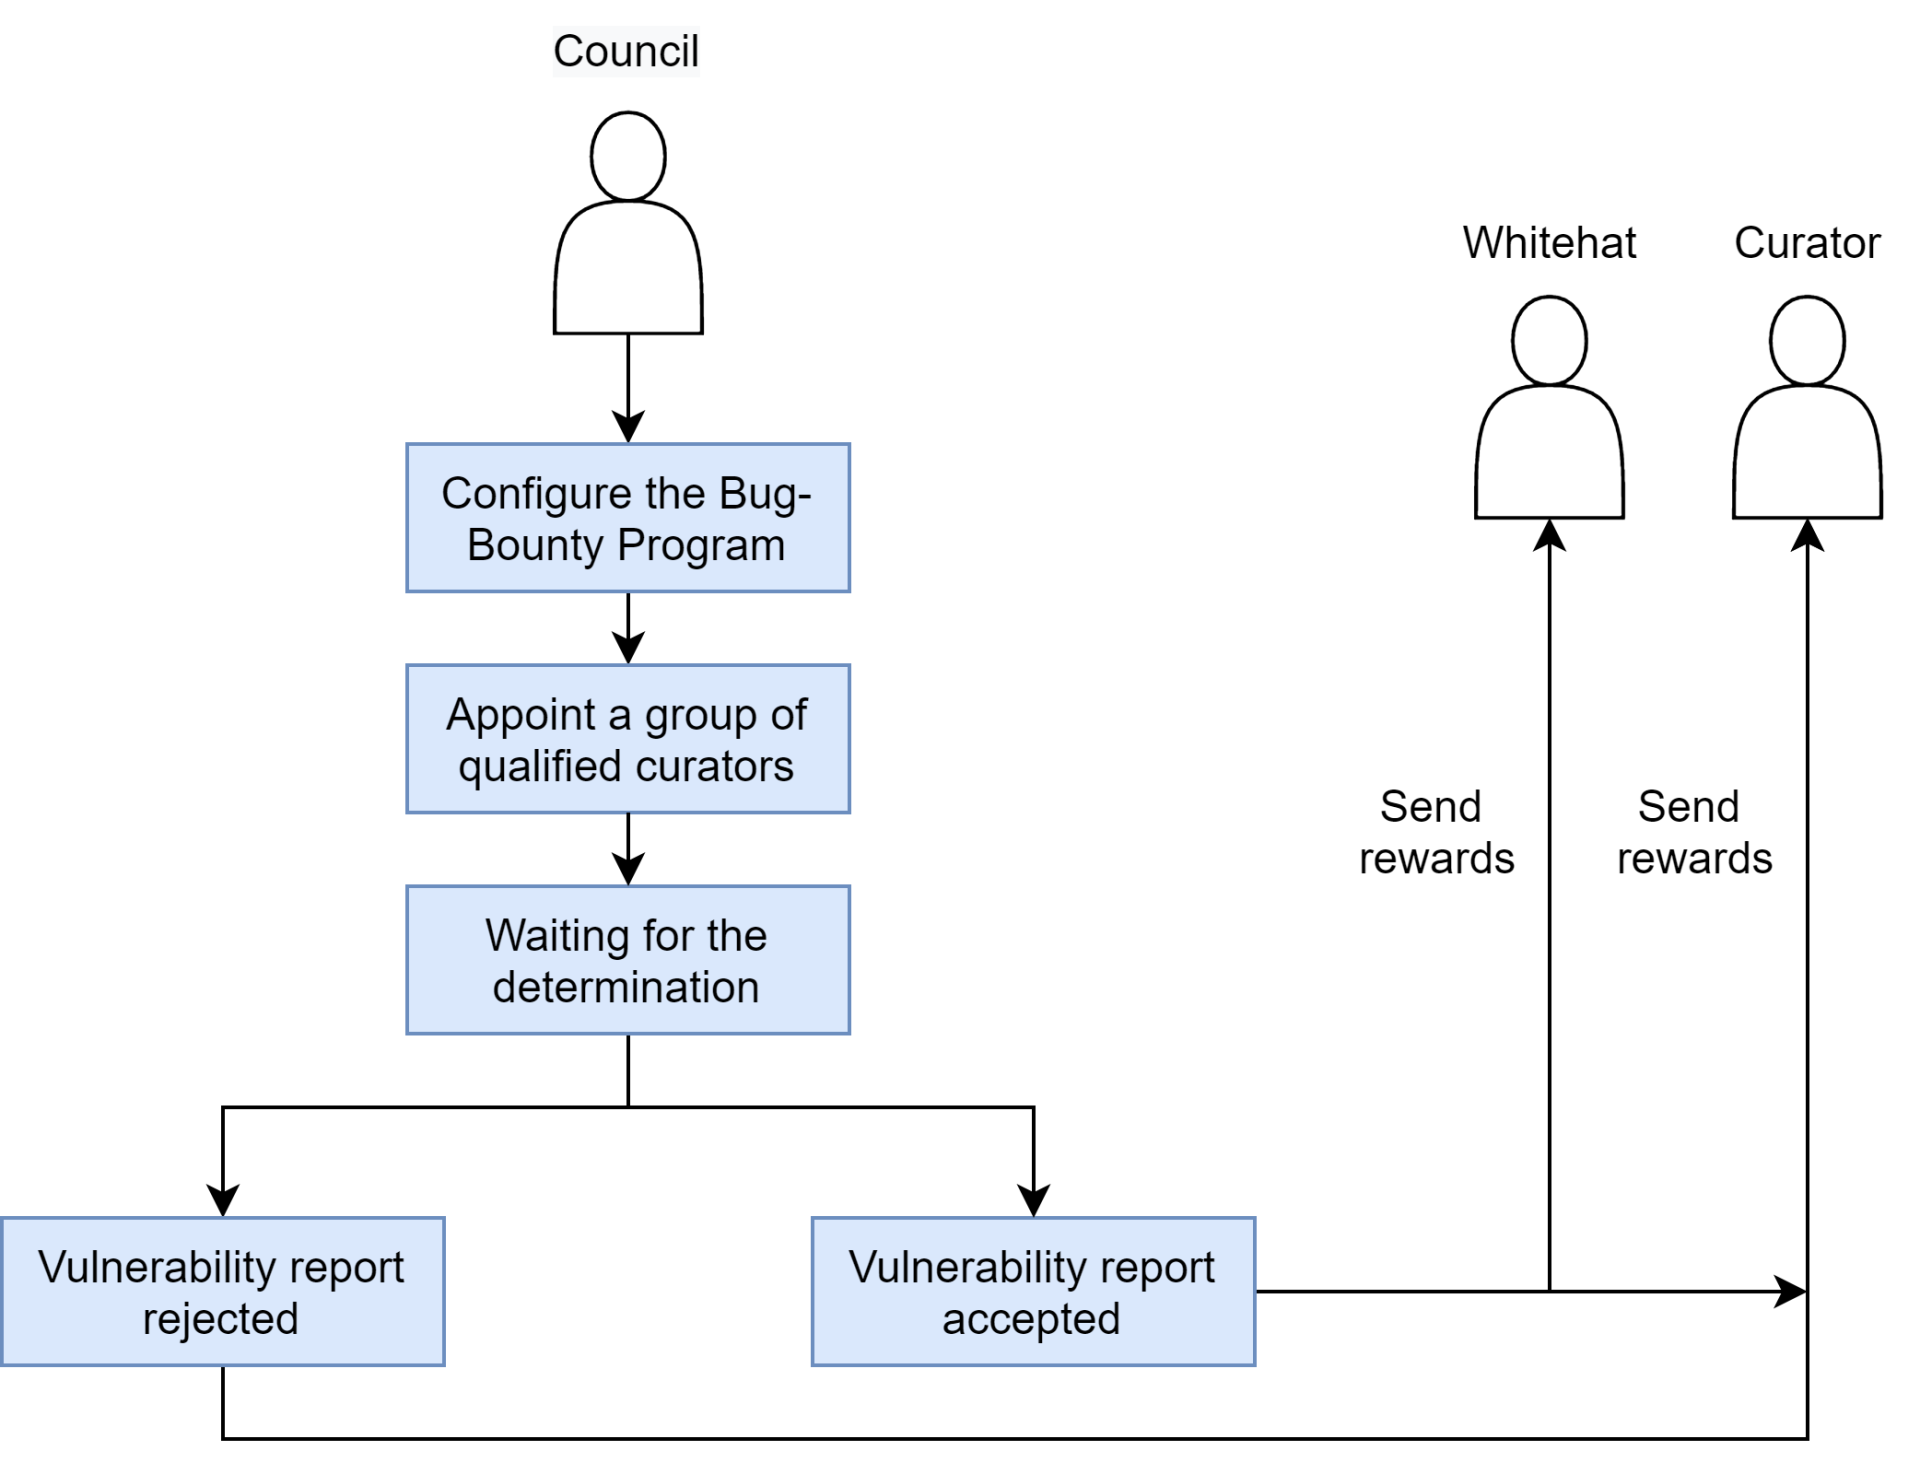 Council
Whitehat
Curator
Configure the Bug-
Bounty Program
Appoint a group of
qualified curators
Send
rewards
Send
rewards
Waiting for the
determination
Vulnerability report
rejected
Vulnerability report
accepted